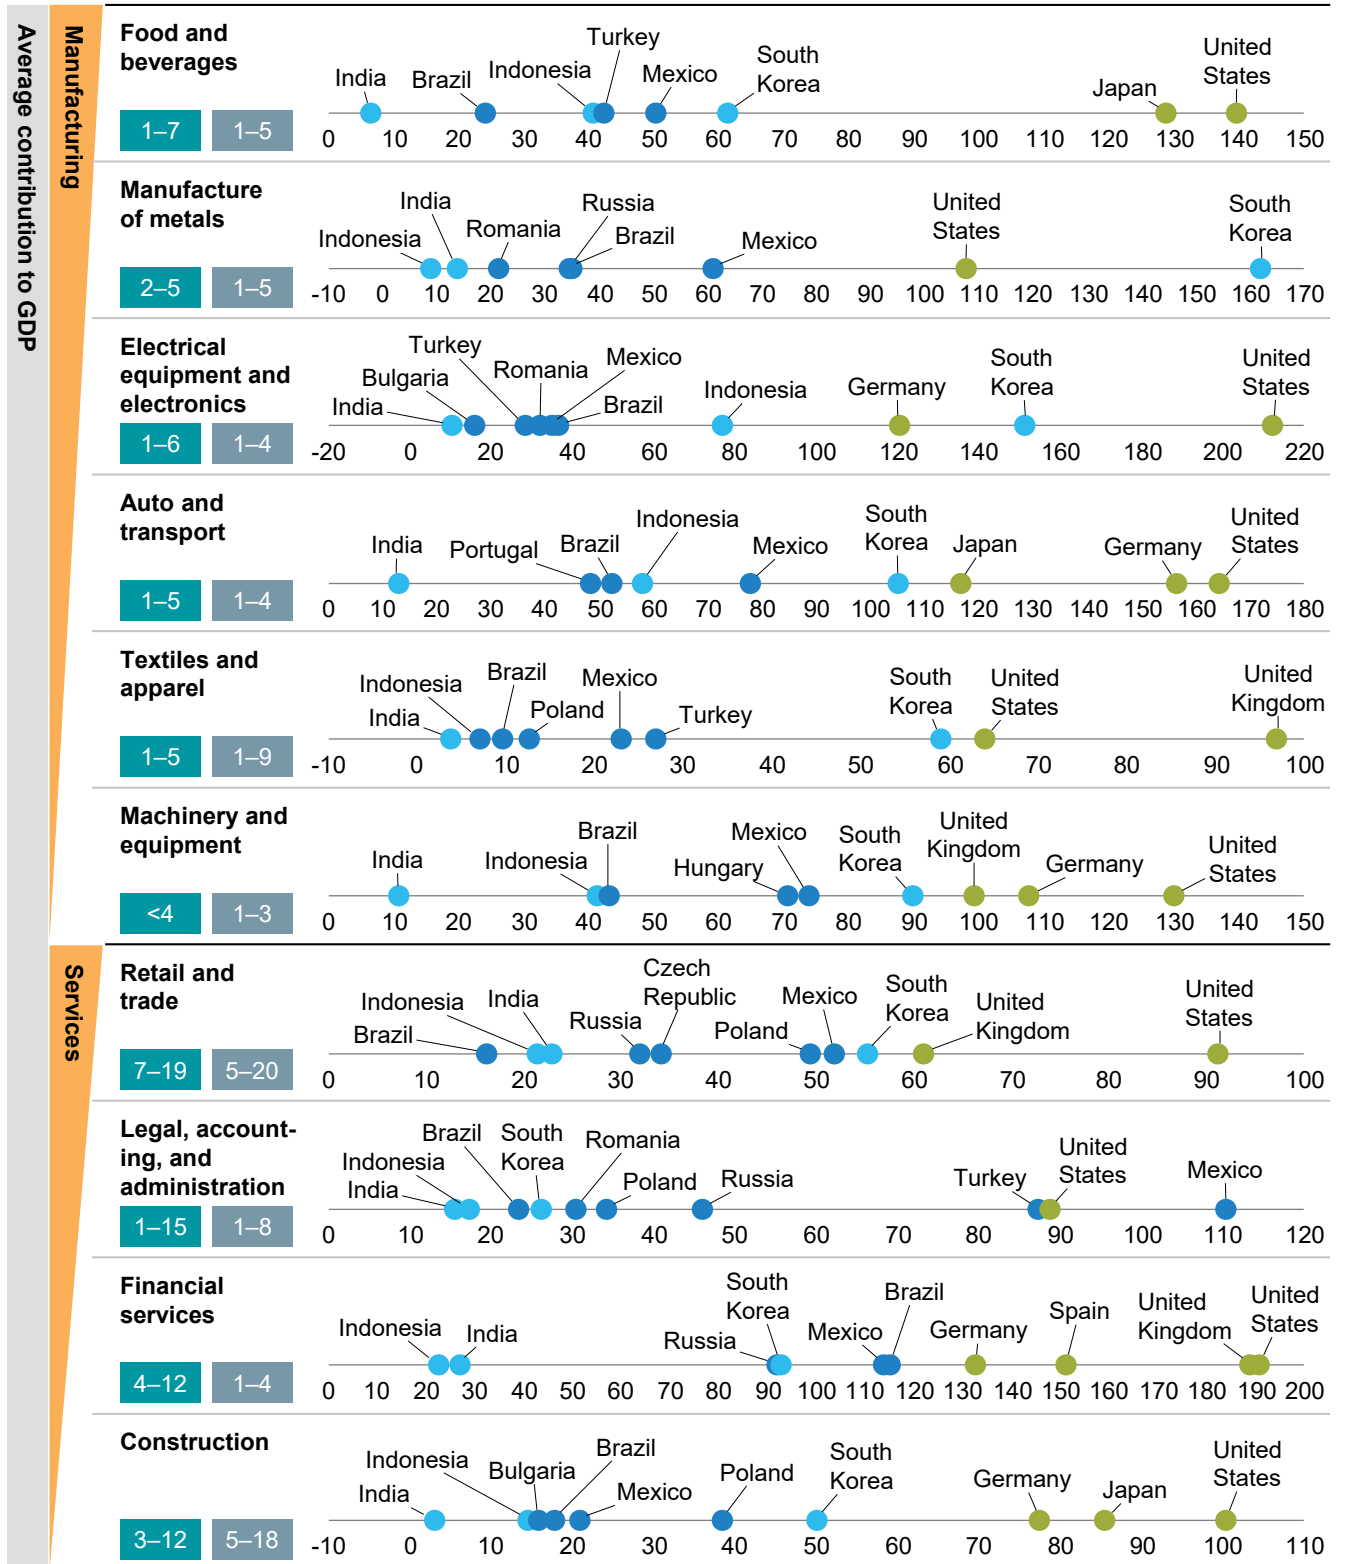 Average contribution to GDP
Manufacturing
Food and
beverages
1–7 1–5
India
Brazil
Indonesia
Turkey
Mexico
South
Korea
Japan
United
States
0 10 20 30 40 50 60 70 80 90 100 110 120 130 140 150
Manufacture
of metals
2–5 1–5
Indonesia
India
Romania
Russia
Brazil
Mexico
United
States
South
Korea
-10 0 10 20 30 40 50 60 70 80 90 100 110 120 130 140 150 160 170
Electrical
equipment and
electronics
1–6 1–4
India
Bulgaria
Turkey
Romania
Mexico
Brazil
Indonesia
Germany
South
Korea
United
States
-20 0 20 40 60 80 100 120 140 160 180 200 220
Auto and
transport
1–5 1–4
India
Portugal
Brazil
Indonesia
Mexico
South
Korea
Japan
Germany
United
States
0 10 20 30 40 50 60 70 80 90 100 110 120 130 140 150 160 170 180
Textiles and
apparel
1–5 1–9
India
Indonesia
Brazil
Poland
Mexico
Turkey
South
Korea
United
States
United
Kingdom
-10 0 10 20 30 40 50 60 70 80 90 100
Machinery and
equipment
<4 1–3
India
Indonesia
Brazil
Hungary
Mexico
South
Korea
United
Kingdom
Germany
United
States
0 10 20 30 40 50 60 70 80 90 100 110 120 130 140 150
Services
Retail and
trade
7–19 5–20
Brazil
Indonesia
India
Russia
Czech
Republic
Poland
Mexico
South
Korea
United
Kingdom
United
States
0 10 20 30 40 50 60 70 80 90 100
Legal, account-
ing, and
administration
1–15 1–8
India
Indonesia
Brazil
South
Korea
Romania
Poland
Russia
Turkey
United
States
Mexico
0 10 20 30 40 50 60 70 80 90 100 110 120
Financial
services
4–12 1–4
Indonesia
India
Russia
South
Korea
Mexico
Brazil
Germany
Spain
United
Kingdom
United
States
0 10 20 30 40 50 60 70 80 90 100 110 120 130 140 150 160 170 180 190 200
Construction
3–12 5–18
India
Indonesia
Bulgaria
Brazil
Mexico
Poland
South
Korea
Germany
Japan
United
States
-10 0 10 20 30 40 50 60 70 80 90 100 110